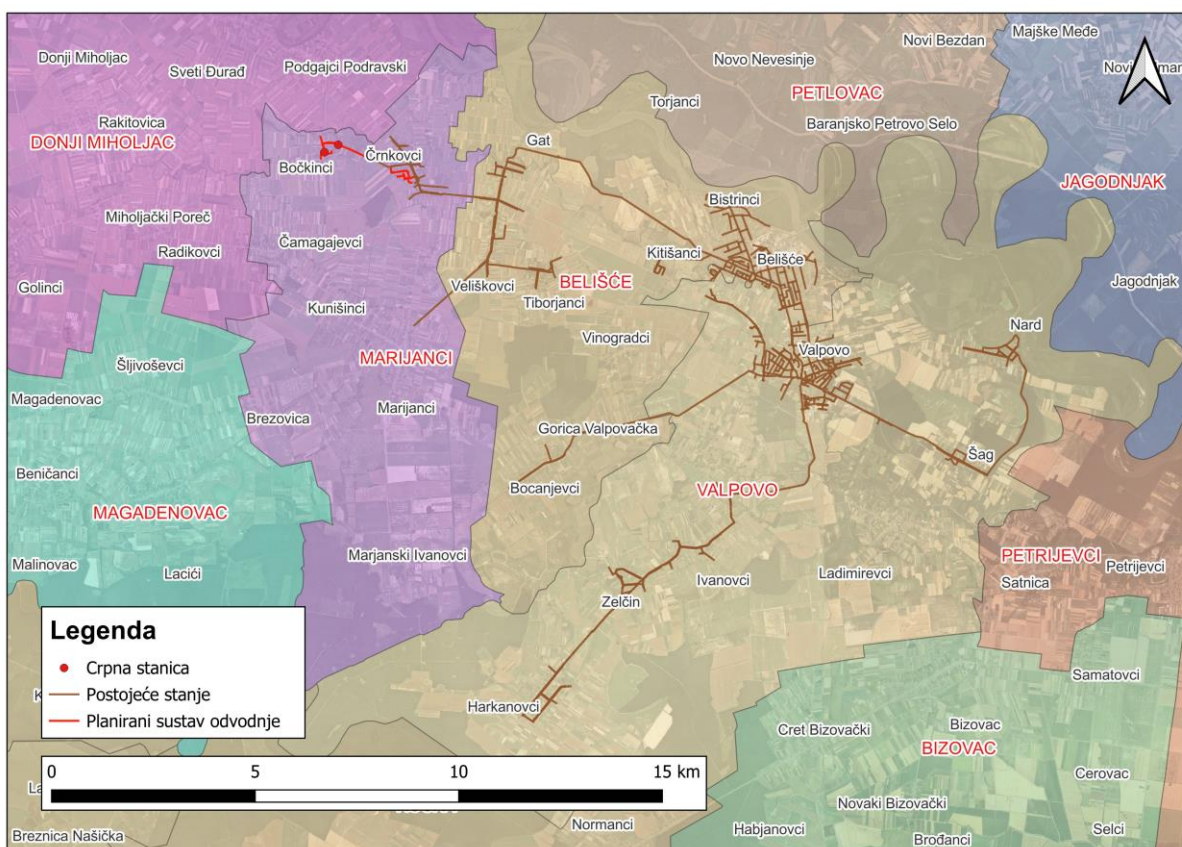 Donji Miholjac
Sveti Đurađ
Podgajci Podravski
Novo Nevesinje
Novi Bezdan
Majške Međe
Torjanci
PETLOVAC
Rakitovica
DONJI MIHOLJAC
Baranjsko Petrovo Selo
Bočkinci
Črnkovci
Gat
JAGODNJAK
Miholjački Poreč
Bistrinci
Radikovci
Čamagajevci
Kitišanci
Belišće
Golinci
Veliškovci
BELIŠĆE
Jagodnjak
Kunišinci
Tiborjanci
Nard
Vinogradci
Šljivoševci
MARIJANCI
Valpovo
Magadenovac
Brezovica
Marijanci
Gorica Valpovačka
Šag
Beničanci
Bocanjevci
VALPOVO
MAGADENOVAC
Marjanski Ivanovci
PETRIJEVCI
Malinovac
Lacići
Zelčin
Ivanovci
Ladimirevci
Satnica
Petrijevci
Legenda
Crpna stanica
Postojeće stanje
Planirani sustav odvodnje
Samatovci
Harkanovci
Cret Bizovački
Bizovac
BIZOVAC
0 5 10 15 km
Cerovac
Novaki Bizovački
Breznica Našička
Normanci
Habjanovci
Brođanci
Selci